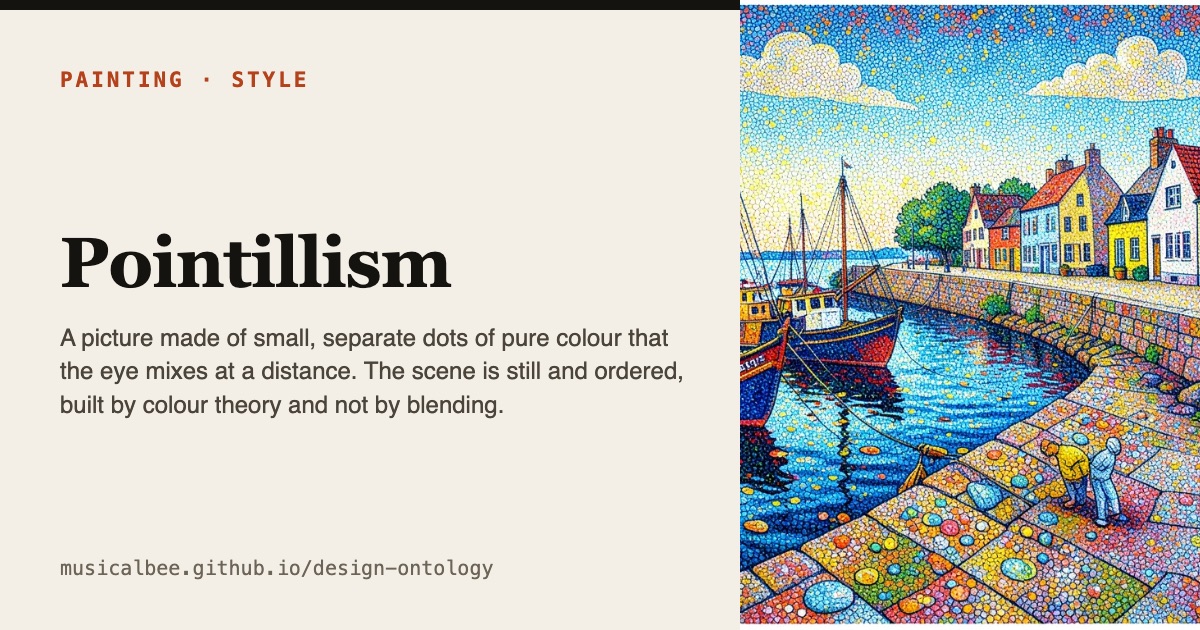 PAINTING · STYLE
Pointillism
A picture made of small, separate dots of pure colour that
the eye mixes at a distance. The scene is still and ordered,
built by colour theory and not by blending.
musicalbee.github.io/design-ontology